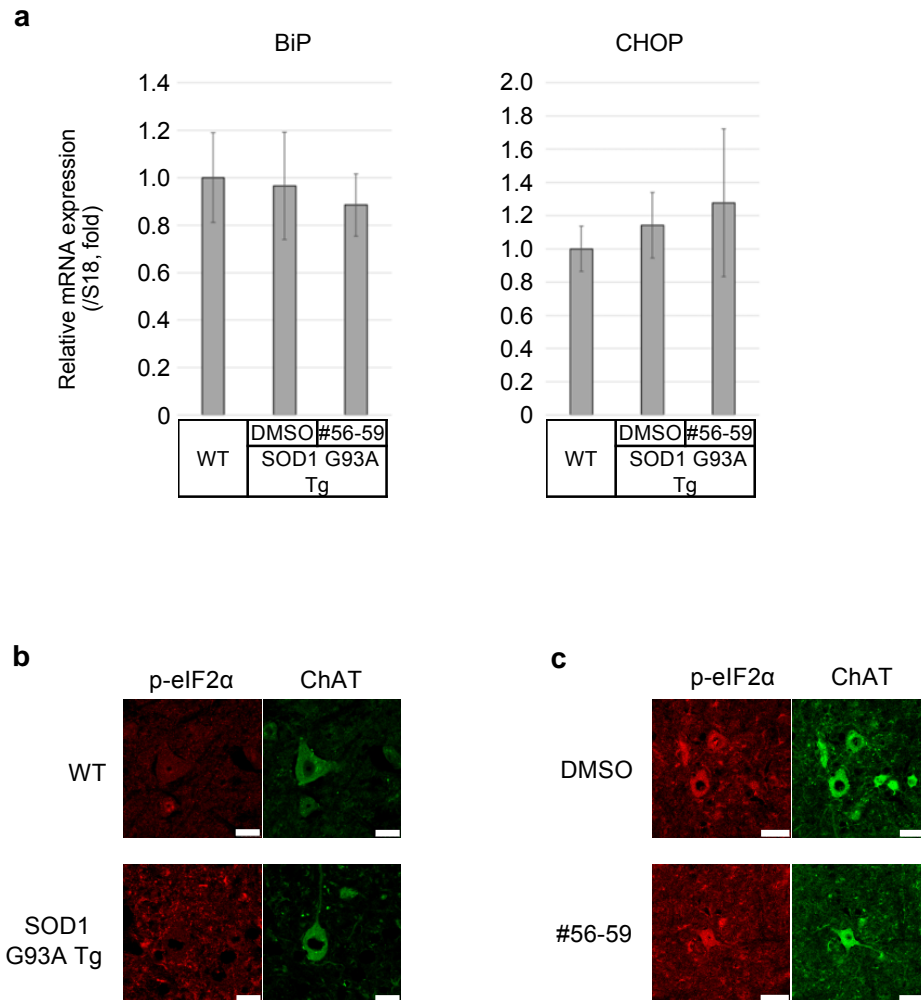 a
BiP
CHOP
Relative mRNA expression
(/S18, fold)
1.4
1.2
1.0
0.8
0.6
0.4
0.2
0
2.0
1.8
1.6
1.4
1.2
1.0
0.8
0.6
0.4
0.2
0
WT
DMSO #56-59
SOD1 G93A
Tg
WT
DMSO #56-59
SOD1 G93A
Tg
b
p-eIF2α ChAT
WT
SOD1
G93A Tg
c
p-eIF2α ChAT
DMSO
#56-59